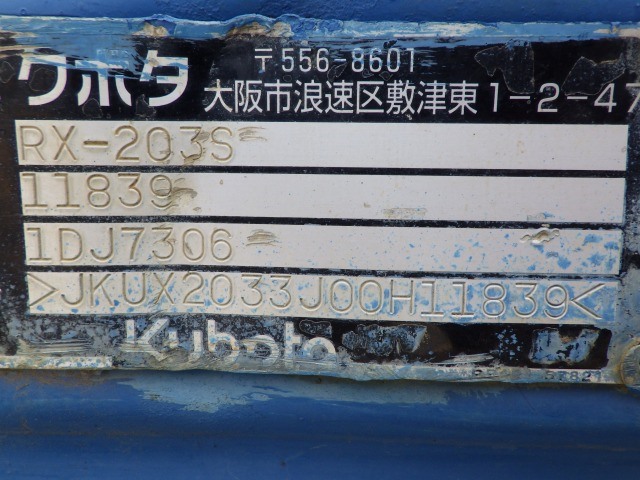 クボタ
〒556-8601
大阪市浪速区敷津東1-2-47
RX-203S
11839
1DJ7306
>JKUX2033J00H11839<
Kubota